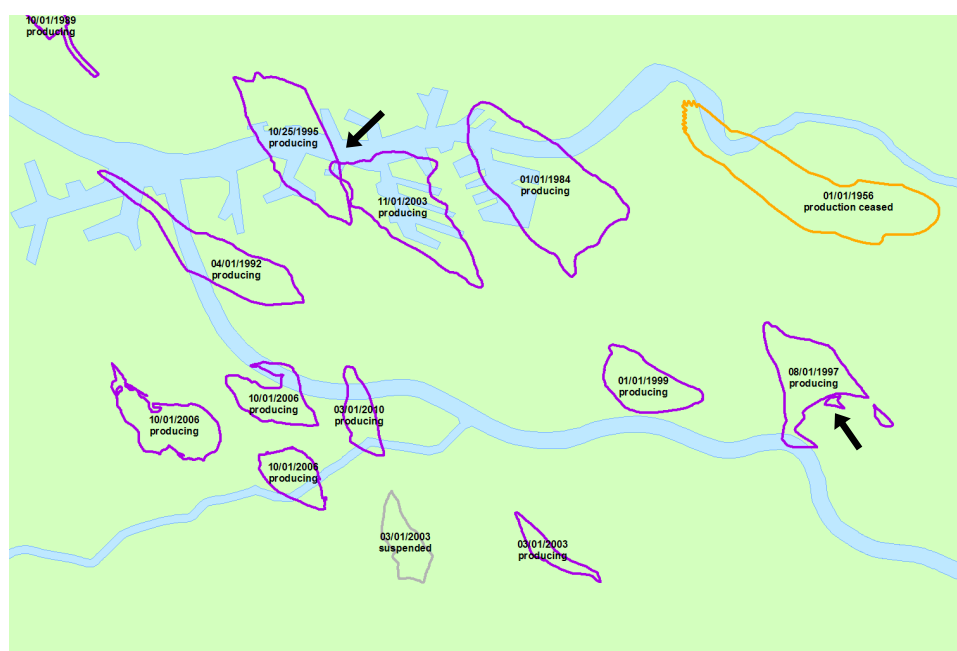 10/01/1989
producing
10/25/1995
producing
01/01/1984
producing
11/01/2003
producing
01/01/1956
production ceased
04/01/1992
producing
08/01/1997
producing
01/01/1999
producing
10/01/2006
producing
03/01/2010
producing
10/01/2006
producing
10/01/2006
producing
03/01/2003
suspended
03/01/2003
producing